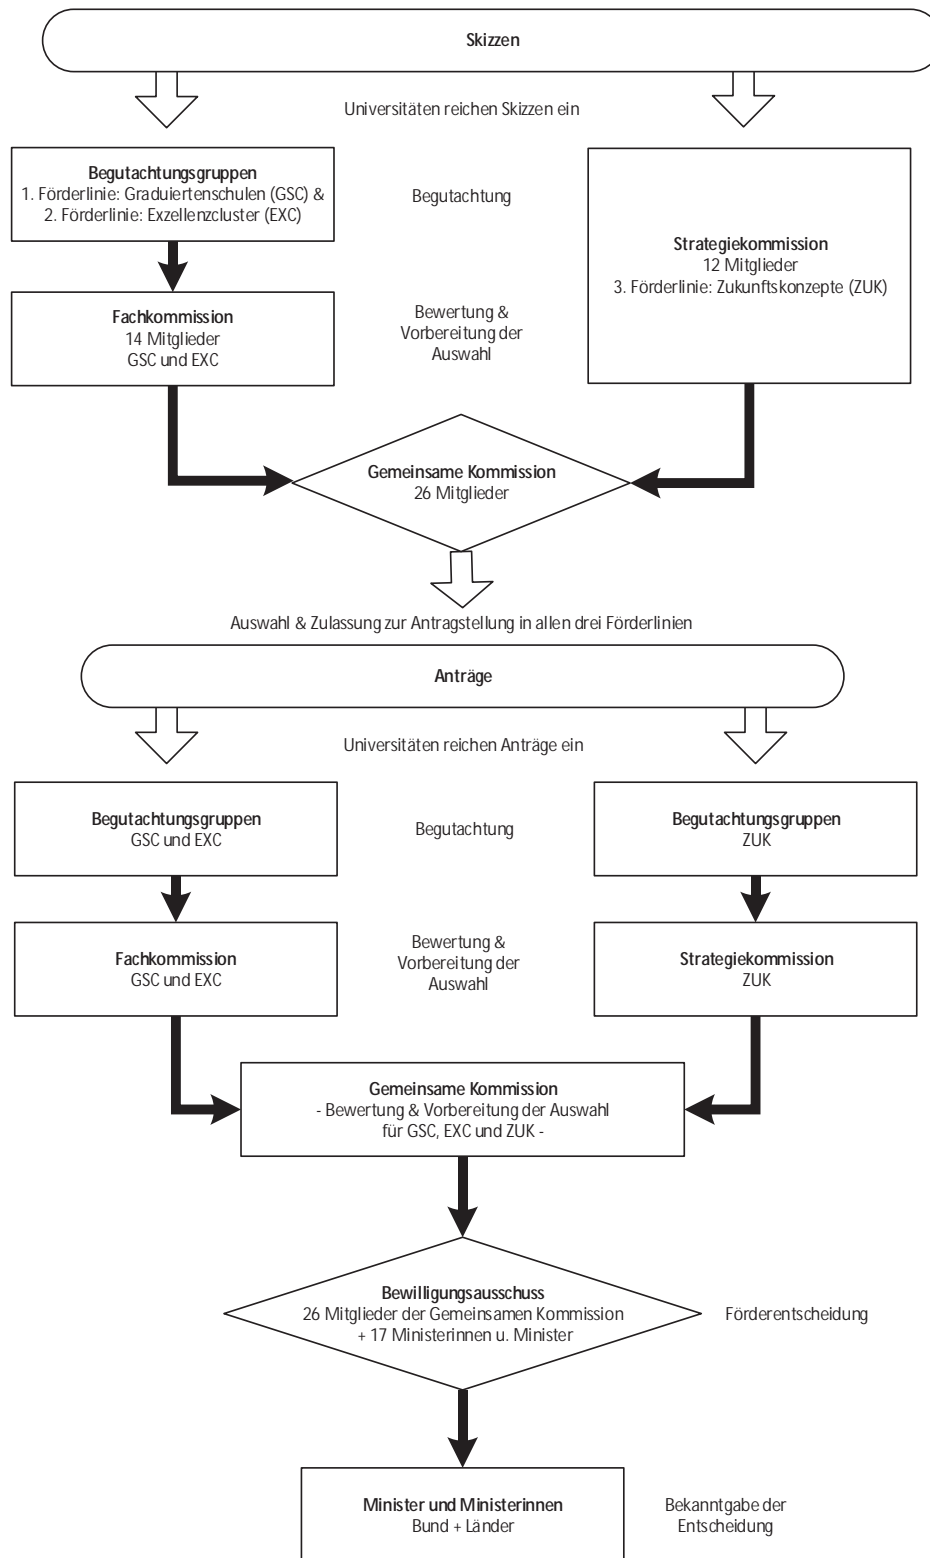 Skizzen
Universitäten reichen Skizzen ein
Begutachtungsgruppen
1. Förderlinie: Graduiertenschulen (GSC) &
2. Förderlinie: Exzellenzcluster (EXC)
Begutachtung
Strategiekommission
12 Mitglieder
3. Förderlinie: Zukunftskonzepte (ZUK)
Fachkommission
14 Mitglieder
GSC und EXC
Bewertung &
Vorbereitung der
Auswahl
Gemeinsame Kommission
26 Mitglieder
Auswahl & Zulassung zur Antragstellung in allen drei Förderlinien
Anträge
Universitäten reichen Anträge ein
Begutachtungsgruppen
GSC und EXC
Begutachtung
Begutachtungsgruppen
ZUK
Fachkommission
GSC und EXC
Bewertung &
Vorbereitung der
Auswahl
Strategiekommission
ZUK
Gemeinsame Kommission
- Bewertung & Vorbereitung der Auswahl
für GSC, EXC und ZUK -
Bewilligungsausschuss
26 Mitglieder der Gemeinsamen Kommission
+ 17 Ministerinnen u. Minister
Förderentscheidung
Minister und Ministerinnen
Bund + Länder
Bekanntgabe der
Entscheidung